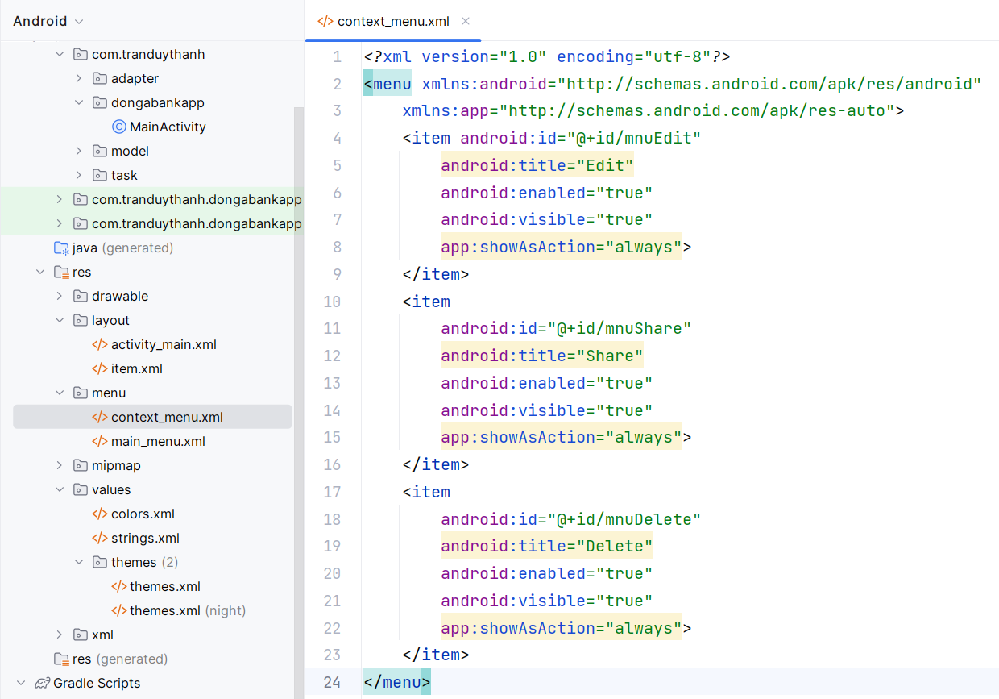 Android
com.tranduythanh
adapter
dongabankapp
MainActivity
model
task
com.tranduythanh.dongabankapp
com.tranduythanh.dongabankapp
java (generated)
res
drawable
layout
activity_main.xml
item.xml
menu
context_menu.xml
main_menu.xml
mipmap
values
colors.xml
strings.xml
themes (2)
themes.xml
themes.xml (night)
xml
res (generated)
Gradle Scripts
context_menu.xml
1 <?xml version="1.0" encoding="utf-8"?>
2 <menu xmlns:android="http://schemas.android.com/apk/res/android"
3 xmlns:app="http://schemas.android.com/apk/res-auto">
4 <item android:id="@+id/mnuEdit"
5 android:title="Edit"
6 android:enabled="true"
7 android:visible="true"
8 app:showAsAction="always">
9 </item>
10 <item
11 android:id="@+id/mnuShare"
12 android:title="Share"
13 android:enabled="true"
14 android:visible="true"
15 app:showAsAction="always">
16 </item>
17 <item
18 android:id="@+id/mnuDelete"
19 android:title="Delete"
20 android:enabled="true"
21 android:visible="true"
22 app:showAsAction="always">
23 </item>
24 </menu>